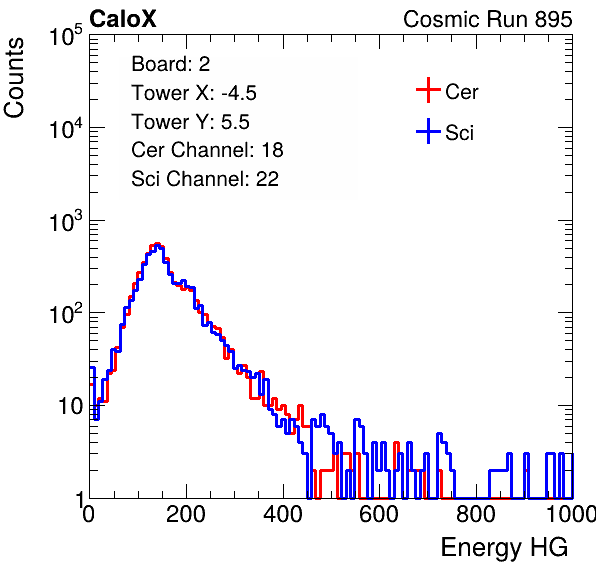 CaloX Cosmic Run 895
Counts
10^5
10^4
10^3
10^2
10
1
Board: 2
Tower X: -4.5
Tower Y: 5.5
Cer Channel: 18
Sci Channel: 22
Cer
Sci
0 200 400 600 800 1000
Energy HG